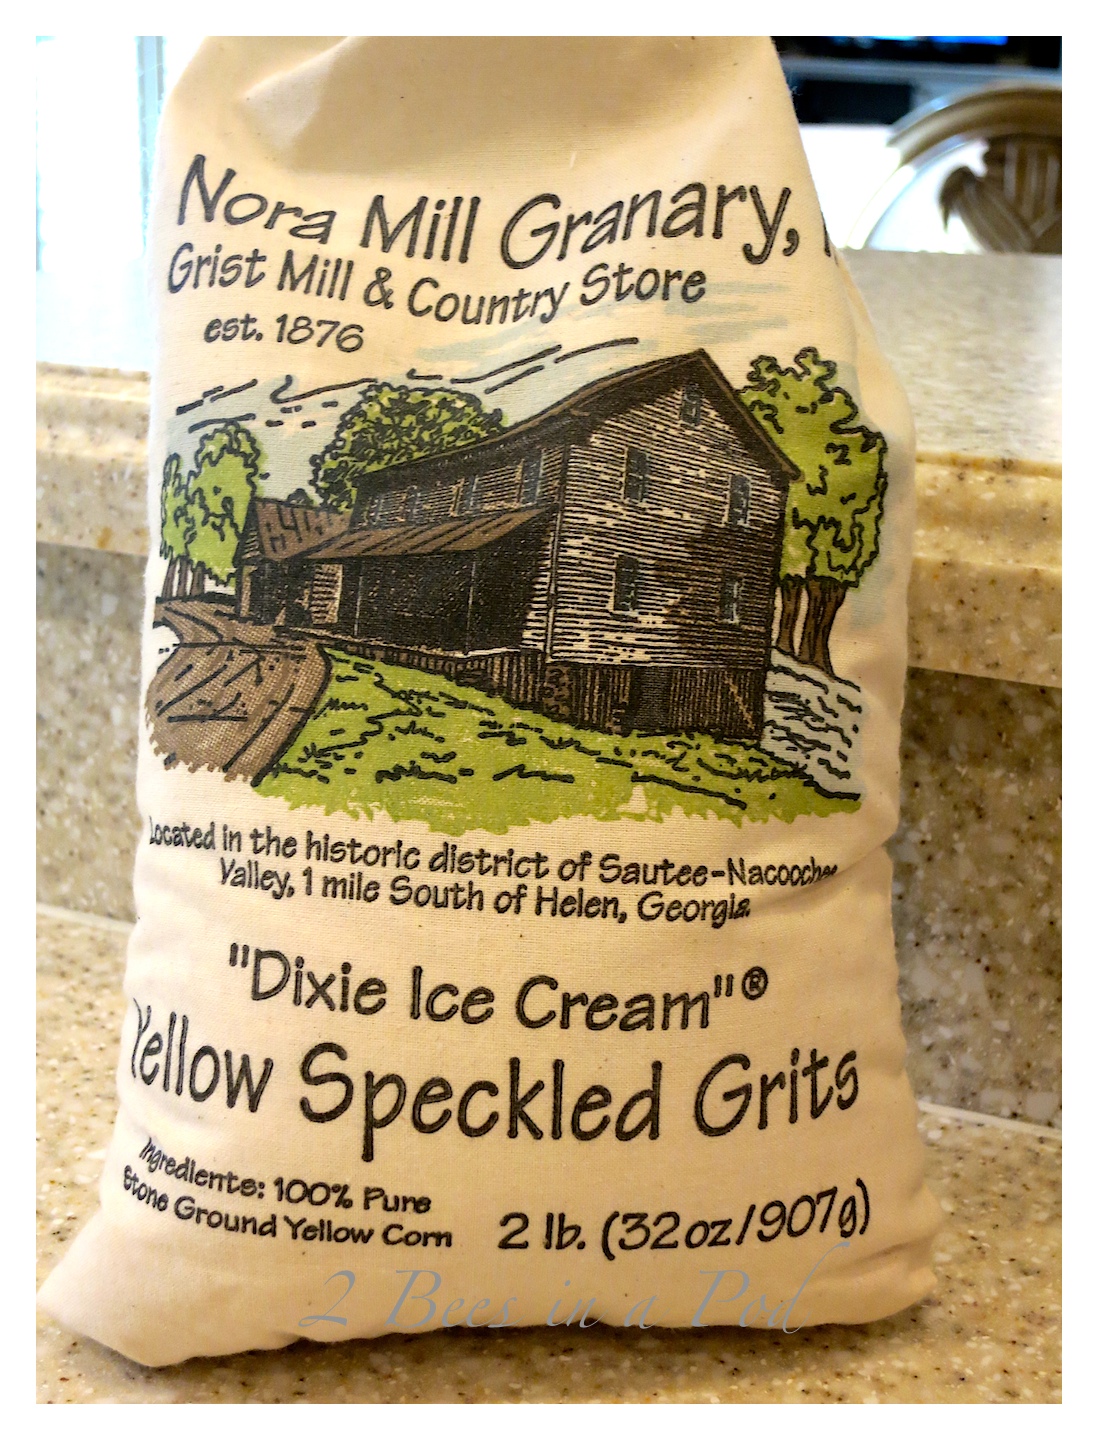 Nora Mill Granary,
Grist Mill & Country Store
est. 1876
Located in the historic district of Sautee-Nacoochee
Valley, 1 mile South of Helen, Georgia.
"Dixie Ice Cream"®
Yellow Speckled Grits
Ingredients: 100% Pure
Stone Ground Yellow Corn
2 lb. (32oz/907g)
2 Bees in a Pod